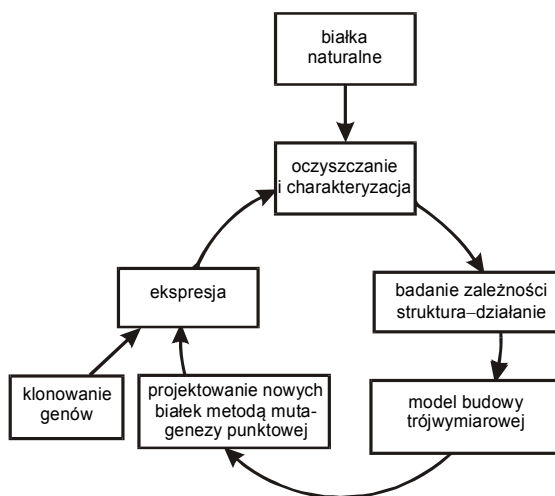 białka
naturalne
oczyszczanie
i charakteryzacja
ekspresja
badanie zależności
struktura–działanie
klonowanie
genów
projektowanie nowych
białek metodą muta-
genezy punktowej
model budowy
trójwymiarowej